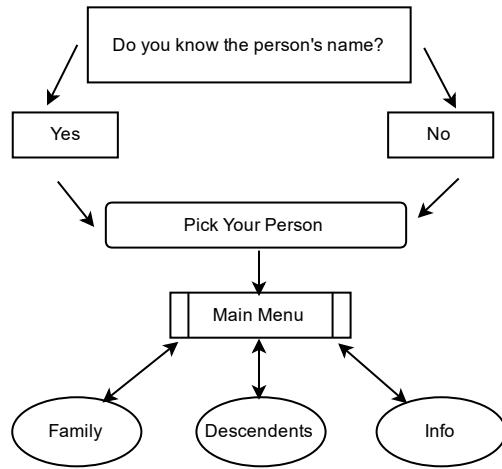 Do you know the person's name?
Yes
No
Pick Your Person
Main Menu
Family
Descendents
Info